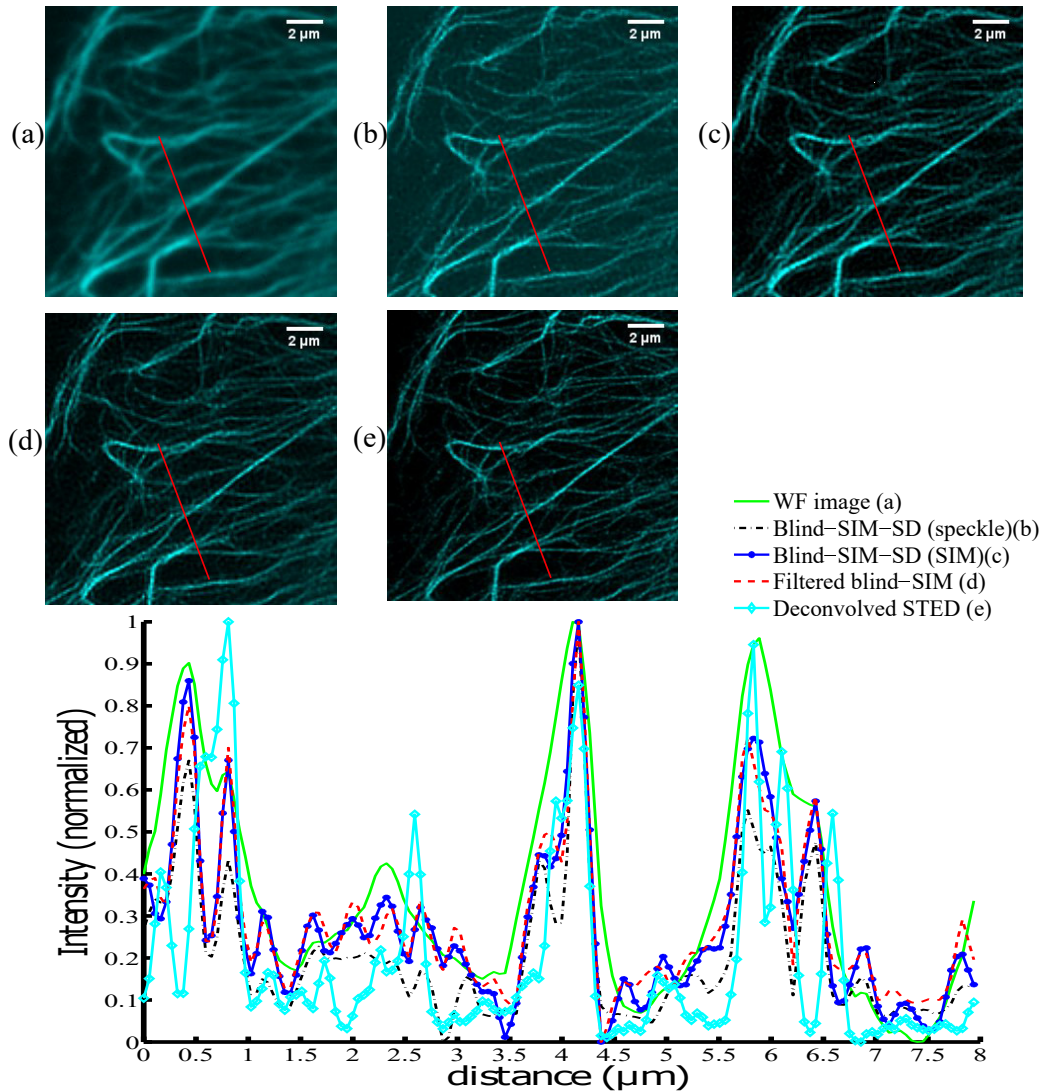 2 μm
2 μm
2 μm
(a)
(b)
(c)
2 μm
2 μm
(d)
(e)
WF image (a)
Blind−SIM−SD (speckle)(b)
Blind−SIM−SD (SIM)(c)
Filtered blind−SIM (d)
Deconvolved STED (e)
1
0.9
0.8
0.7
0.6
0.5
0.4
0.3
0.2
0.1
0
Intensity (normalized)
0 0.5 1 1.5 2 2.5 3 3.5 4 4.5 5 5.5 6 6.5 7 7.5 8
distance (μm)